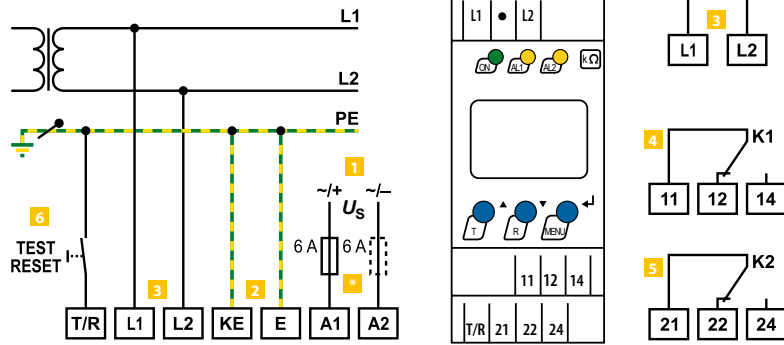 L1
L2
PE
1
~/+ ~/–
US
6 A 6 A
*
6
TEST
RESET
3
2
T/R L1 L2 KE E A1 A2
L1 • L2
ON AL1 AL2 kΩ
T R MENU
11 12 14
T/R 21 22 24
3
L1 L2
4
K1
11 12 14
5
K2
21 22 24